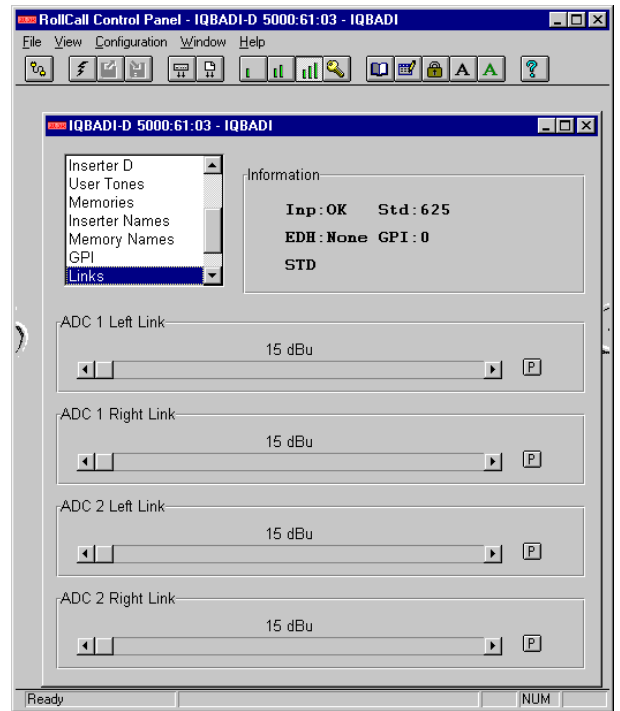 RollCall Control Panel - IQBADI-D 5000:61:03 - IQBADI
File View Configuration Window Help
A A
IQBADI-D 5000:61:03 - IQBADI
Inserter D
User Tones
Memories
Inserter Names
Memory Names
GPI
Links
Information
Inp:OK Std:625
EDH:None GPI:0
STD
ADC 1 Left Link
15 dBu
P
ADC 1 Right Link
15 dBu
P
ADC 2 Left Link
15 dBu
P
ADC 2 Right Link
15 dBu
P
Ready NUM